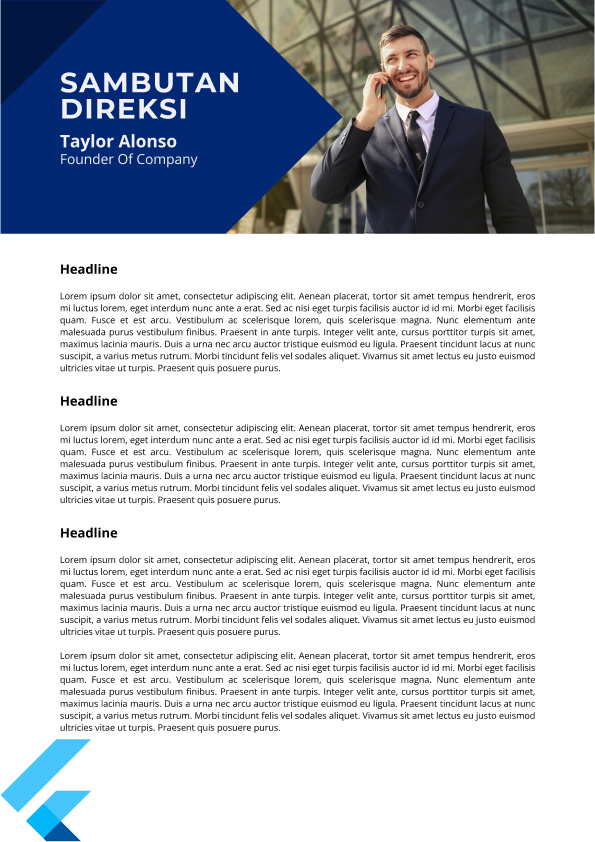 SAMBUTAN
DIREKSI
Taylor Alonso
Founder Of Company
Headline
Lorem ipsum dolor sit amet, consectetur adipiscing elit. Aenean placerat, tortor sit amet tempus hendrerit, eros
mi luctus lorem, eget interdum nunc ante a erat. Sed ac nisi eget turpis facilisis auctor id id mi. Morbi eget facilisis
quam. Fusce et est arcu. Vestibulum ac scelerisque lorem, quis scelerisque magna. Nunc elementum ante
malesuada purus vestibulum finibus. Praesent in ante turpis. Integer velit ante, cursus porttitor turpis sit amet,
maximus lacinia mauris. Duis a urna nec arcu auctor tristique euismod eu ligula. Praesent tincidunt lacus at nunc
suscipit, a varius metus rutrum. Morbi tincidunt felis vel sodales aliquet. Vivamus sit amet lectus eu justo euismod
ultricies vitae ut turpis. Praesent quis posuere purus.
Headline
Lorem ipsum dolor sit amet, consectetur adipiscing elit. Aenean placerat, tortor sit amet tempus hendrerit, eros
mi luctus lorem, eget interdum nunc ante a erat. Sed ac nisi eget turpis facilisis auctor id id mi. Morbi eget facilisis
quam. Fusce et est arcu. Vestibulum ac scelerisque lorem, quis scelerisque magna. Nunc elementum ante
malesuada purus vestibulum finibus. Praesent in ante turpis. Integer velit ante, cursus porttitor turpis sit amet,
maximus lacinia mauris. Duis a urna nec arcu auctor tristique euismod eu ligula. Praesent tincidunt lacus at nunc
suscipit, a varius metus rutrum. Morbi tincidunt felis vel sodales aliquet. Vivamus sit amet lectus eu justo euismod
ultricies vitae ut turpis. Praesent quis posuere purus.
Headline
Lorem ipsum dolor sit amet, consectetur adipiscing elit. Aenean placerat, tortor sit amet tempus hendrerit, eros
mi luctus lorem, eget interdum nunc ante a erat. Sed ac nisi eget turpis facilisis auctor id id mi. Morbi eget facilisis
quam. Fusce et est arcu. Vestibulum ac scelerisque lorem, quis scelerisque magna. Nunc elementum ante
malesuada purus vestibulum finibus. Praesent in ante turpis. Integer velit ante, cursus porttitor turpis sit amet,
maximus lacinia mauris. Duis a urna nec arcu auctor tristique euismod eu ligula. Praesent tincidunt lacus at nunc
suscipit, a varius metus rutrum. Morbi tincidunt felis vel sodales aliquet. Vivamus sit amet lectus eu justo euismod
ultricies vitae ut turpis. Praesent quis posuere purus.
Lorem ipsum dolor sit amet, consectetur adipiscing elit. Aenean placerat, tortor sit amet tempus hendrerit, eros
mi luctus lorem, eget interdum nunc ante a erat. Sed ac nisi eget turpis facilisis auctor id id mi. Morbi eget facilisis
quam. Fusce et est arcu. Vestibulum ac scelerisque lorem, quis scelerisque magna. Nunc elementum ante
malesuada purus vestibulum finibus. Praesent in ante turpis. Integer velit ante, cursus porttitor turpis sit amet,
maximus lacinia mauris. Duis a urna nec arcu auctor tristique euismod eu ligula. Praesent tincidunt lacus at nunc
suscipit, a varius metus rutrum. Morbi tincidunt felis vel sodales aliquet. Vivamus sit amet lectus eu justo euismod
ultricies vitae ut turpis. Praesent quis posuere purus.